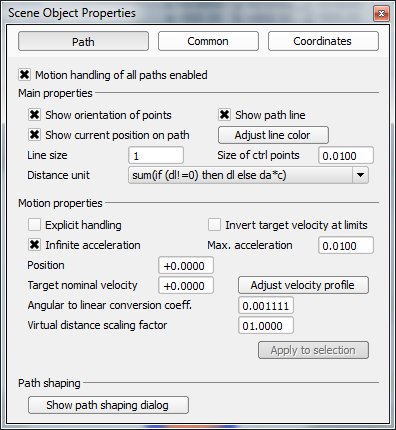 Scene Object Properties
Path Common Coordinates
Motion handling of all paths enabled
Main properties
Show orientation of points Show path line
Show current position on path Adjust line color
Line size 1 Size of ctrl points 0.0100
Distance unit sum(if (dl!=0) then dl else da*c)
Motion properties
Explicit handling Invert target velocity at limits
Infinite acceleration Max. acceleration 0.0100
Position +0.0000
Target nominal velocity +0.0000 Adjust velocity profile
Angular to linear conversion coeff. 0.001111
Virtual distance scaling factor 01.0000
Apply to selection
Path shaping
Show path shaping dialog